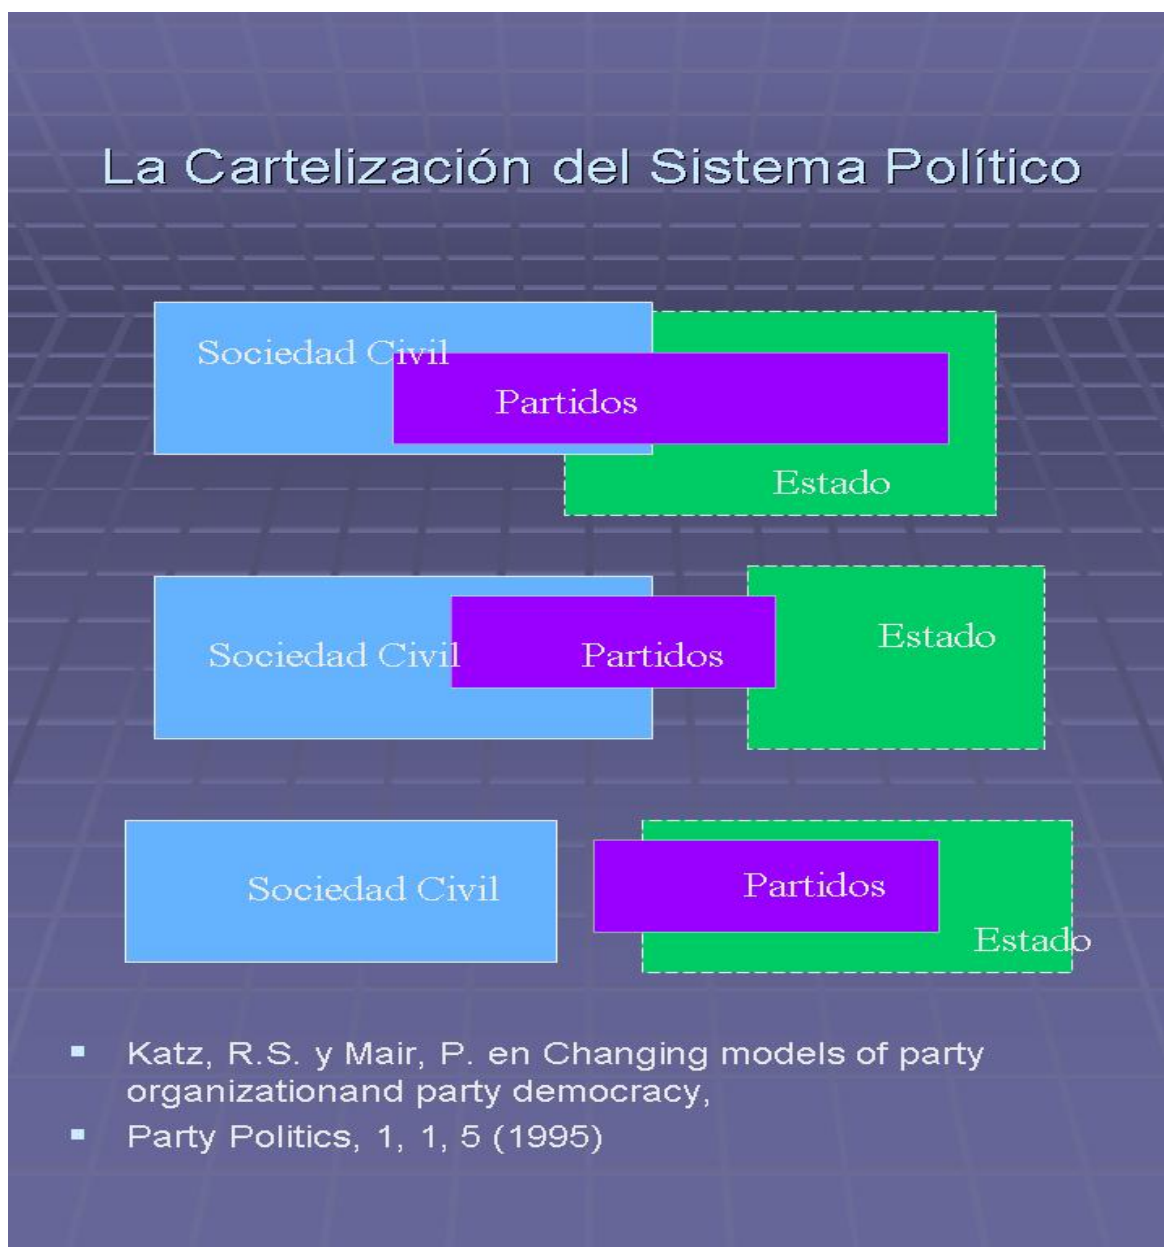 La Cartelización del Sistema Político
Sociedad Civil
Partidos
Estado
Sociedad Civil
Partidos
Estado
Sociedad Civil
Partidos
Estado
Katz, R.S. y Mair, P. en Changing models of party
organizationand party democracy,
Party Politics, 1, 1, 5 (1995)